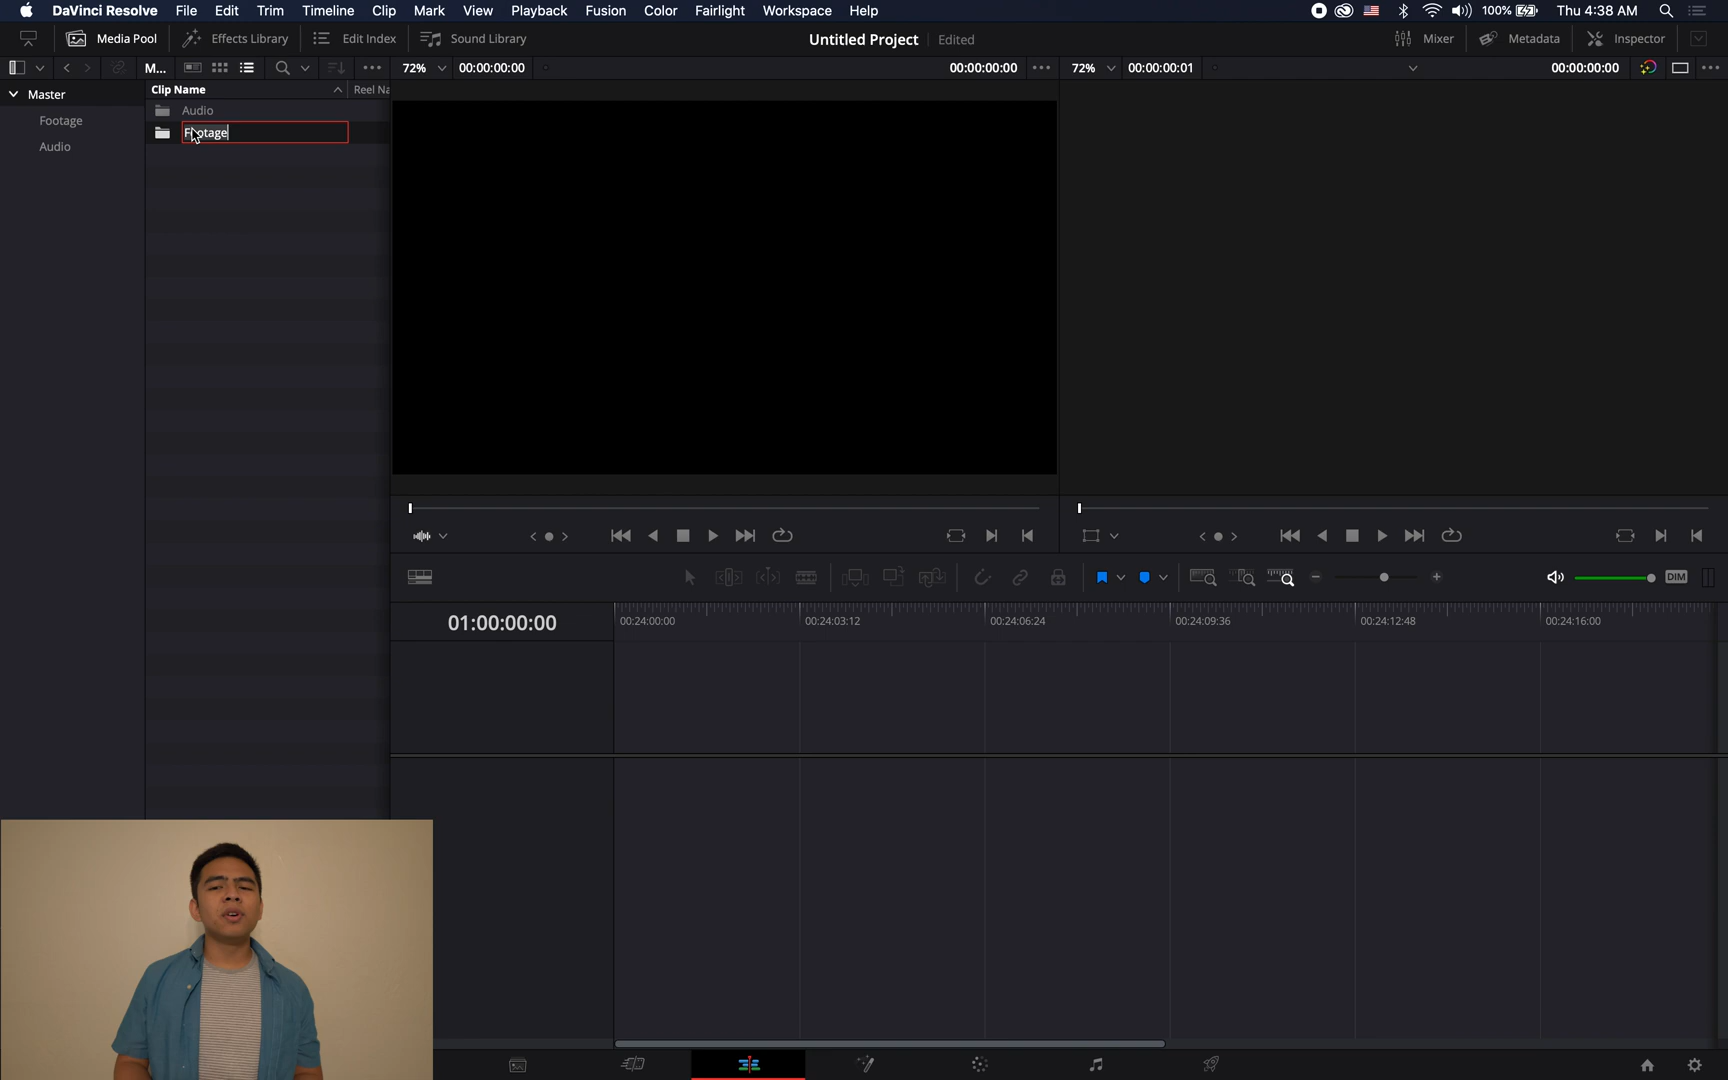 DaVinci Resolve File Edit Trim Timeline Clip Mark View Playback Fusion Color Fairlight Workspace Help 100% Thu 4:38 AM
Media Pool Effects Library Edit Index Sound Library Untitled Project Edited Mixer Metadata Inspector
M... 72% 00:00:00:00 00:00:00:00 72% 00:00:00:01 00:00:00:00
Master Clip Name Reel Na
Audio
Footage
Footage
Audio
DIM
01:00:00:00 00:24:00:00 00:24:03:12 00:24:06:24 00:24:09:36 00:24:12:48 00:24:16:00